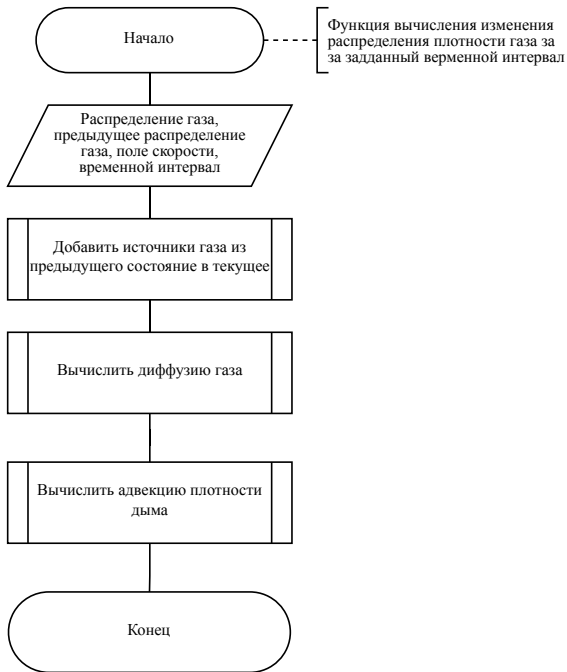 Начало
Функция вычисления изменения
распределения плотности газа за
за задданный верменной интервал
Распределение газа,
предыдущее распределение
газа, поле скорости,
временной интервал
Добавить источники газа из
предыдущего состояние в текущее
Вычислить диффузию газа
Вычислить адвекцию плотности
дыма
Конец